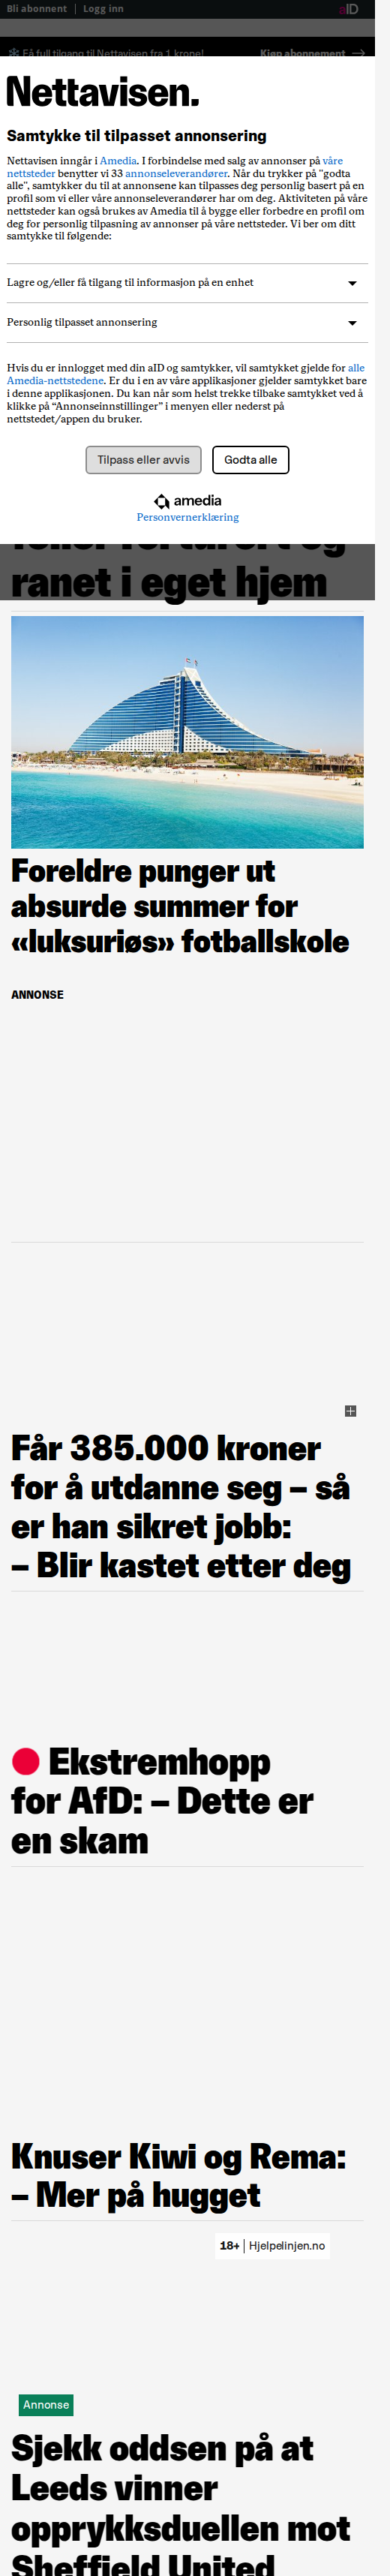 Bli abonnent | Logg inn
aID
Få full tilgang til Nettavisen fra 1 krone!
Kjøp abonnement
Nettavisen.
Samtykke til tilpasset annonsering
Nettavisen inngår i Amedia. I forbindelse med salg av annonser på våre
nettsteder benytter vi 33 annonseleverandører. Når du trykker på "godta
alle", samtykker du til at annonsene kan tilpasses deg personlig basert på en
profil som vi eller våre annonseleverandører har om deg. Aktiviteten på våre
nettsteder kan også brukes av Amedia til å bygge eller forbedre en profil om
deg for personlig tilpasning av annonser på våre nettsteder. Vi ber om ditt
samtykke til følgende:
Lagre og/eller få tilgang til informasjon på en enhet
Personlig tilpasset annonsering
Hvis du er innlogget med din aID og samtykker, vil samtykket gjelde for alle
Amedia-nettstedene. Er du i en av våre applikasjoner gjelder samtykket bare
i denne applikasjonen. Du kan når som helst trekke tilbake samtykket ved å
klikke på “Annonseinnstillinger” i menyen eller nederst på
nettstedet/appen du bruker.
Tilpass eller avvis
Godta alle
amedia
Personvernerklæring
ranet i eget hjem
Foreldre punger ut
absurde summer for
«luksuriøs» fotballskole
ANNONSE
Får 385.000 kroner
for å utdanne seg – så
er han sikret jobb:
– Blir kastet etter deg
Ekstremhopp
for AfD: – Dette er
en skam
Knuser Kiwi og Rema:
– Mer på hugget
18+ | Hjelpelinjen.no
Annonse
Sjekk oddsen på at
Leeds vinner
opprykksduellen mot
Sheffield United